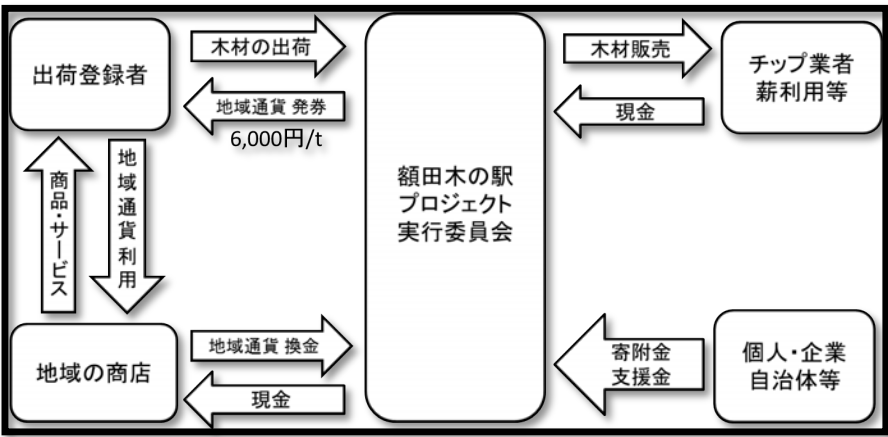 出荷登録者
木材の出荷
地域通貨 発券
6,000円/t
額田木の駅
プロジェクト
実行委員会
木材販売
現金
チップ業者
薪利用等
商品・サービス
地域通貨利用
地域の商店
地域通貨 換金
現金
寄附金
支援金
個人・企業
自治体等